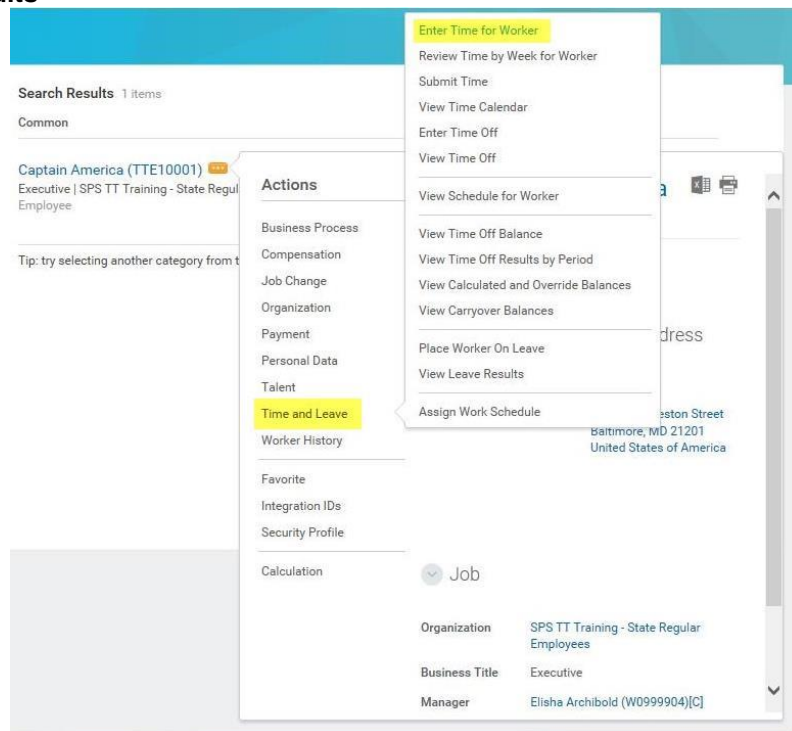 Search Results 1 items
Common
Captain America (TTE10001)
Executive | SPS TT Training - State Regul
Employee
Tip: try selecting another category from t
Actions
Business Process
Compensation
Job Change
Organization
Payment
Personal Data
Talent
Time and Leave
Worker History
Favorite
Integration IDs
Security Profile
Calculation
Enter Time for Worker
Review Time by Week for Worker
Submit Time
View Time Calendar
Enter Time Off
View Time Off
View Schedule for Worker
View Time Off Balance
View Time Off Results by Period
View Calculated and Override Balances
View Carryover Balances
Place Worker On Leave
View Leave Results
Assign Work Schedule
dress
eston Street
Baltimore, MD 21201
United States of America
Job
Organization SPS TT Training - State Regular
Employees
Business Title Executive
Manager Elisha Archibold (W0999904)[C]